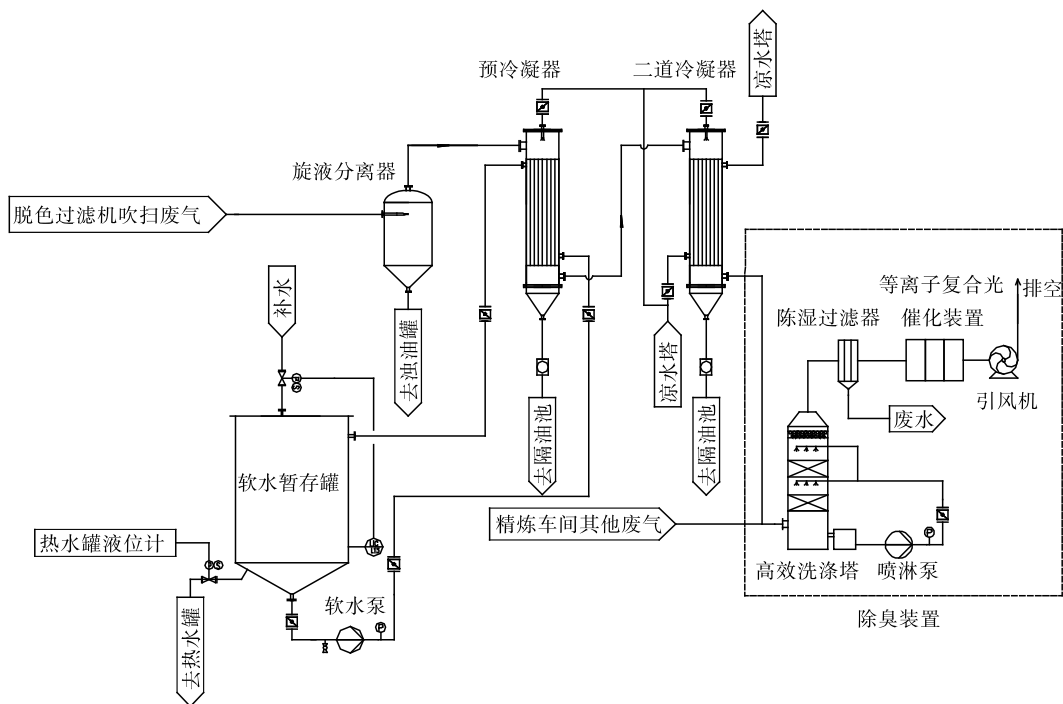 凉水塔
预冷凝器
二道冷凝器
旋液分离器
脱色过滤机吹扫废气
等离子复合光
催化装置
排空
补水
陈湿过滤器
去浊油罐
凉水塔
引风机
废水
去隔油池
去隔油池
软水暂存罐
精炼车间其他废气
热水罐液位计
高效洗涤塔
喷淋泵
软水泵
除臭装置
去热水罐
P
P